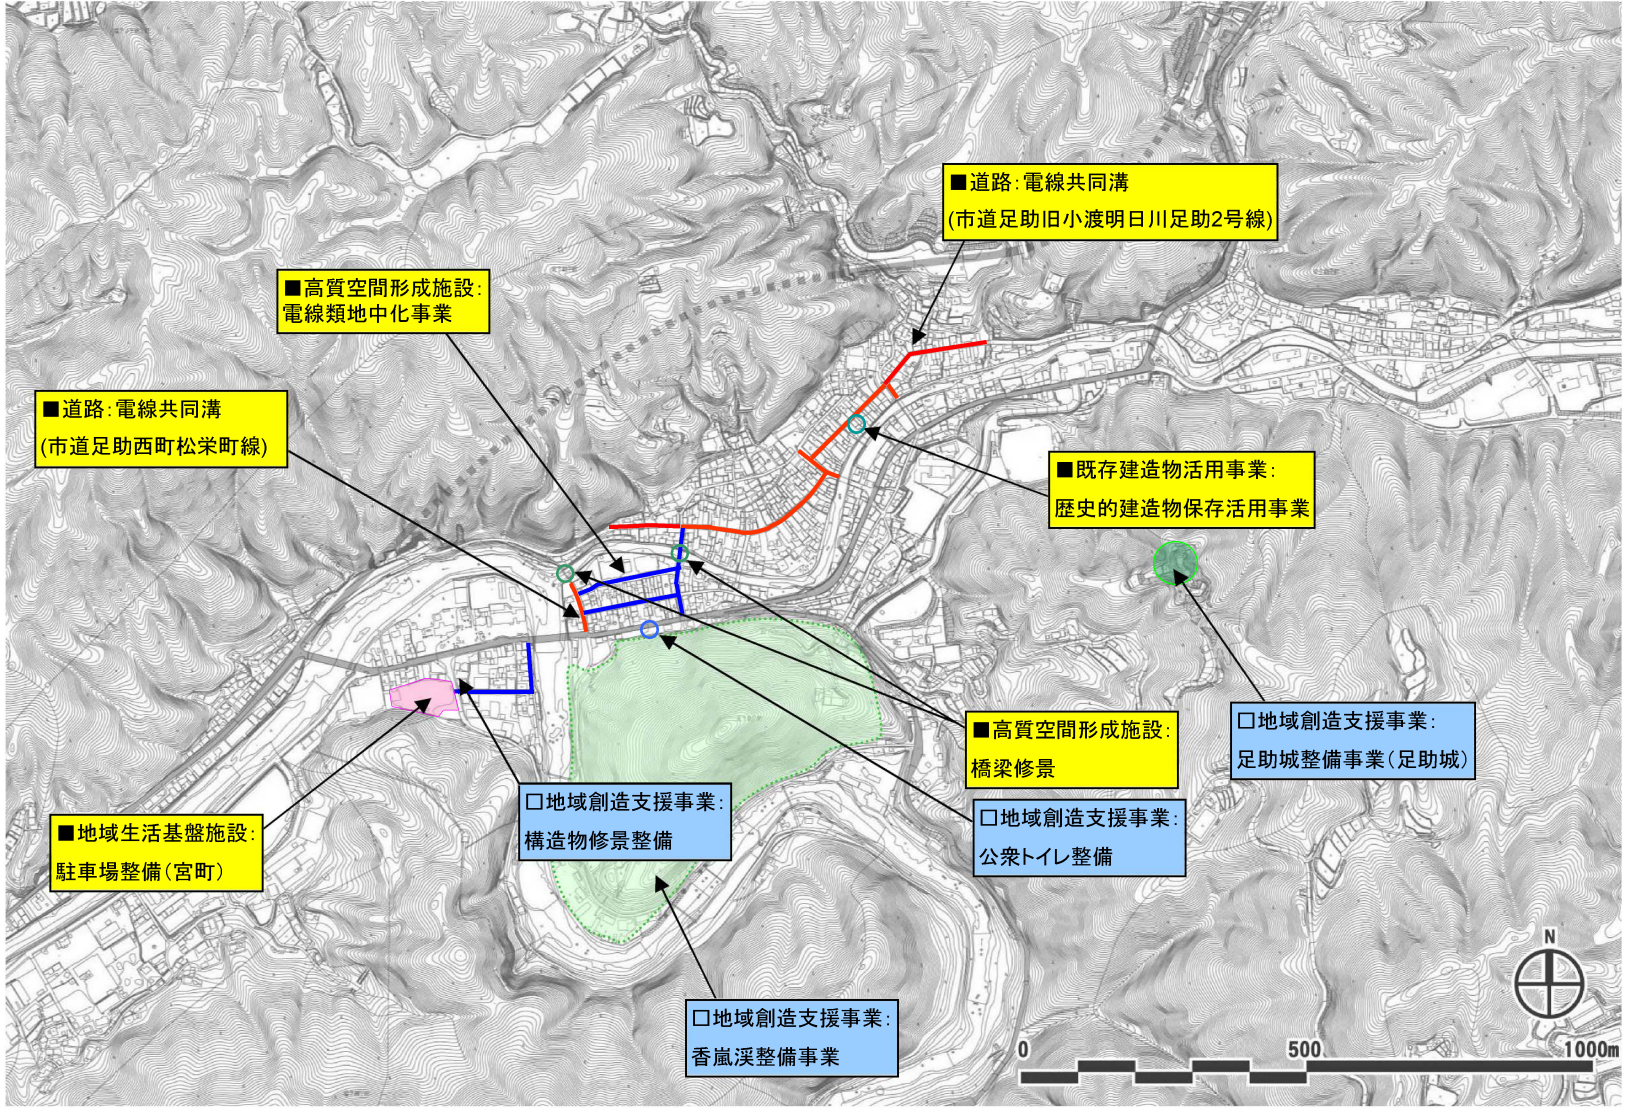 ■道路：電線共同溝
(市道足助旧小渡明日川足助2号線)
■高質空間形成施設：
電線類地中化事業
■道路：電線共同溝
(市道足助西町松栄町線)
■既存建造物活用事業：
歴史的建造物保存活用事業
□地域創造支援事業：
足助城整備事業（足助城）
■高質空間形成施設：
橋梁修景
□地域創造支援事業：
構造物修景整備
□地域創造支援事業：
公衆トイレ整備
■地域生活基盤施設：
駐車場整備（宮町）
□地域創造支援事業：
香嵐渓整備事業
N
0 500 1000m